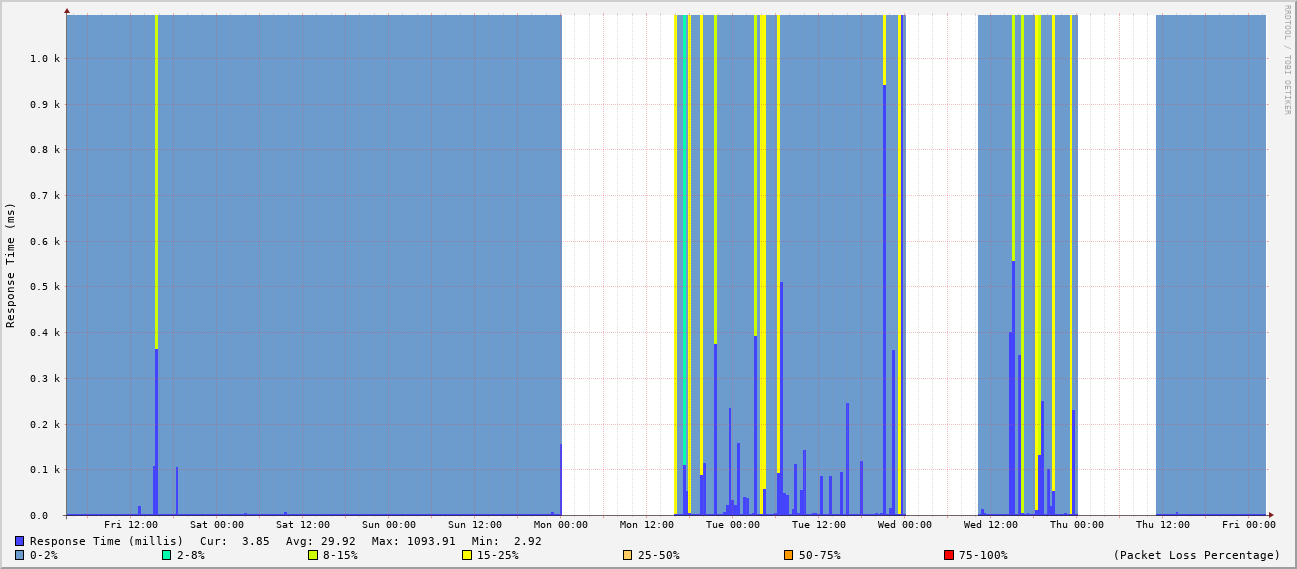 RRDTOOL / TOBI OETIKER
Response Time (ms)
1.0 k
0.9 k
0.8 k
0.7 k
0.6 k
0.5 k
0.4 k
0.3 k
0.2 k
0.1 k
0.0
Fri 12:00 Sat 00:00 Sat 12:00 Sun 00:00 Sun 12:00 Mon 00:00 Mon 12:00 Tue 00:00 Tue 12:00 Wed 00:00 Wed 12:00 Thu 00:00 Thu 12:00 Fri 00:00
Response Time (millis) Cur: 3.85 Avg: 29.92 Max: 1093.91 Min: 2.92
0-2% 2-8% 8-15% 15-25% 25-50% 50-75% 75-100% (Packet Loss Percentage)